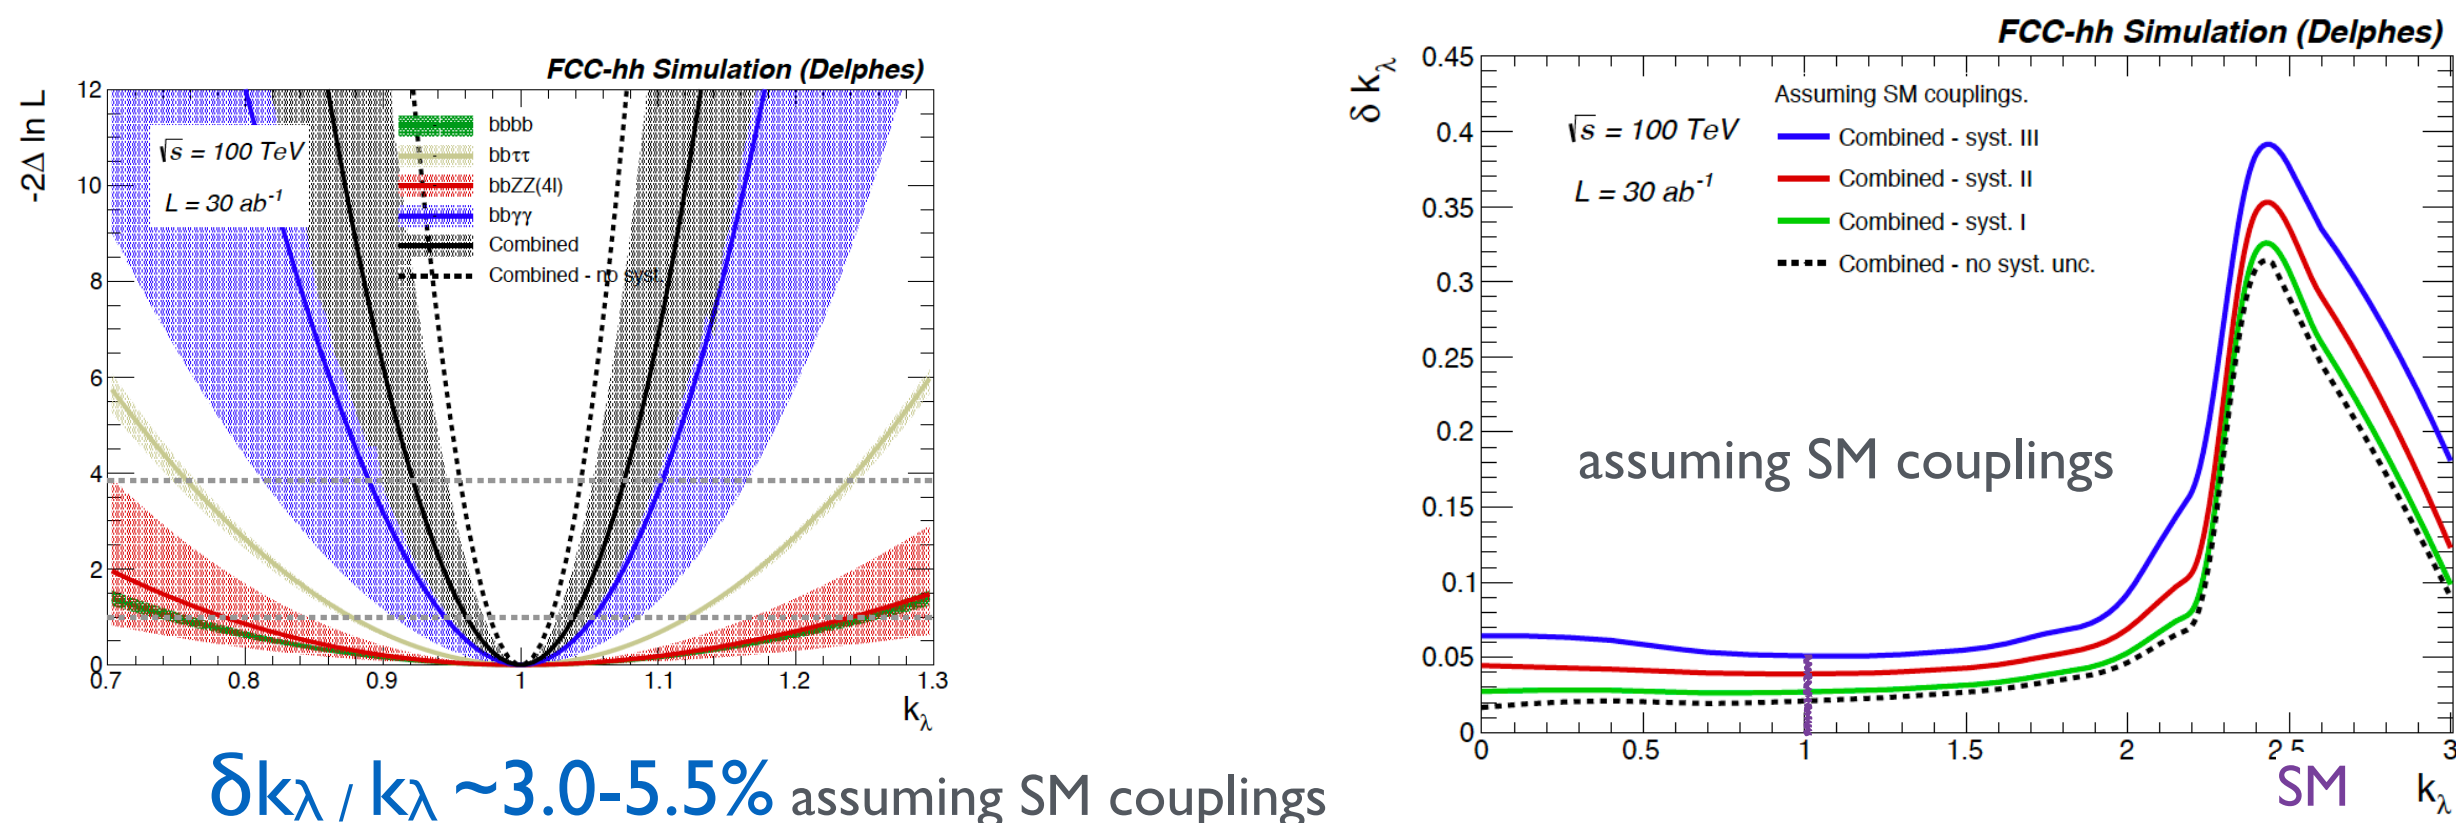 FCC-hh Simulation (Delphes)
-2Δ ln L
12
10
8
6
4
2
0
√s = 100 TeV
L = 30 ab⁻¹
bbbb
bbττ
bbZZ(4l)
bbγγ
Combined
Combined - no syst.
0.7 0.8 0.9 1 1.1 1.2 1.3
kλ
δkλ / kλ ~3.0-5.5% assuming SM couplings
FCC-hh Simulation (Delphes)
δ kλ
0.45
0.4
0.35
0.3
0.25
0.2
0.15
0.1
0.05
0
√s = 100 TeV
L = 30 ab⁻¹
Assuming SM couplings.
Combined - syst. III
Combined - syst. II
Combined - syst. I
Combined - no syst. unc.
assuming SM couplings
0 0.5 1 1.5 2 2.5 3
SM
kλ